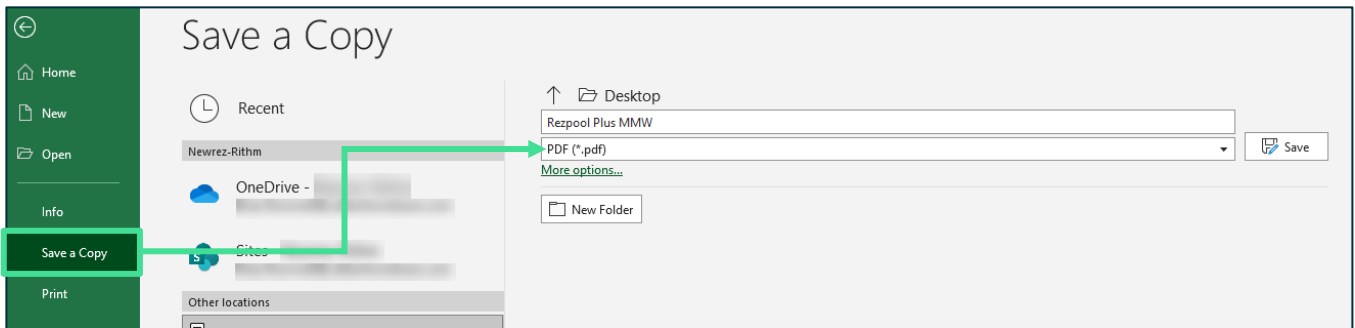 Save a Copy
Home
New
Open
Info
Save a Copy
Print
Recent
Newrez-Rithm
OneDrive -
Sites -
Other locations
Desktop
Rezpool Plus MMW
PDF (*.pdf)
Save
More options...
New Folder